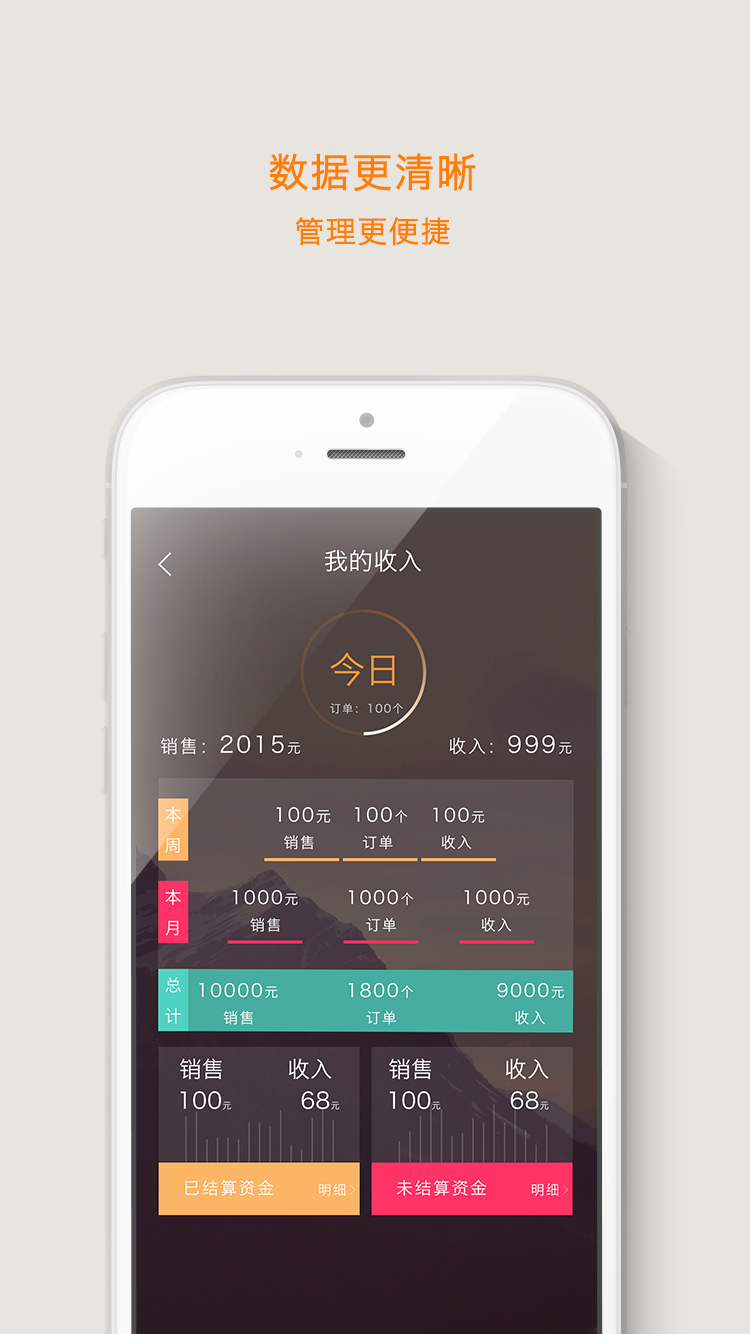 数据更清晰
管理更便捷
我的收入
今日
订单：100个
销售：2015元
收入：999元
本周
100元 100个 100元
销售 订单 收入
本月
1000元 1000个 1000元
销售 订单 收入
总计
10000元 1800个 9000元
销售 订单 收入
销售 收入
100元 68元
已结算资金 明细
销售 收入
100元 68元
未结算资金 明细